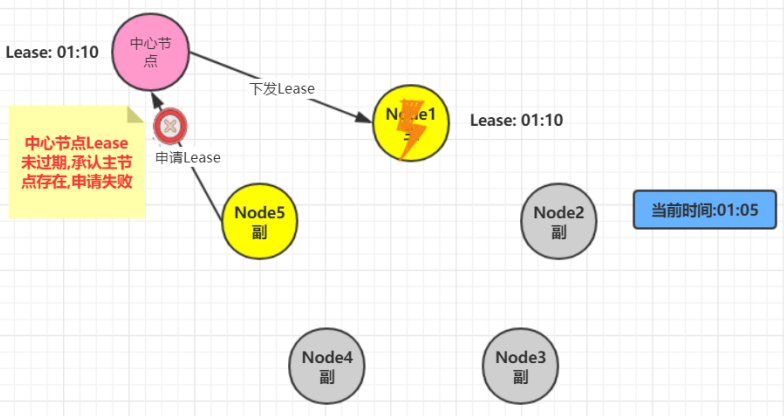 中心节
点
Lease: 01:10
下发Lease
Node1
主
Lease: 01:10
中心节点Lease
未过期,承认主节
点存在,申请失败
申请Lease
Node5
副
Node2
副
当前时间:01:05
Node4
副
Node3
副